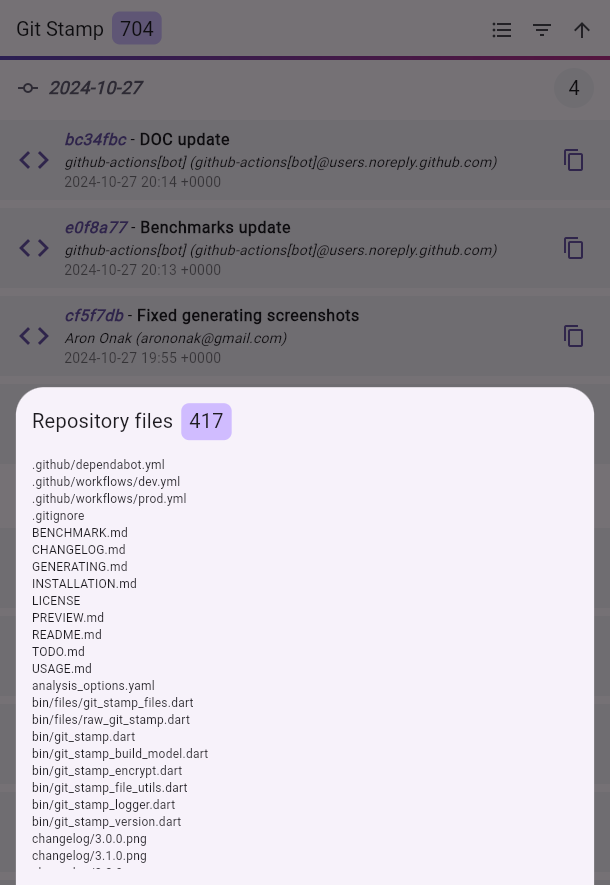 Git Stamp 704
2024-10-27 4
bc34fbc - DOC update
github-actions[bot] (github-actions[bot]@users.noreply.github.com)
2024-10-27 20:14 +0000
e0f8a77 - Benchmarks update
github-actions[bot] (github-actions[bot]@users.noreply.github.com)
2024-10-27 20:13 +0000
cf5f7db - Fixed generating screenshots
Aron Onak (arononak@gmail.com)
2024-10-27 19:55 +0000
Repository files 417
.github/dependabot.yml
.github/workflows/dev.yml
.github/workflows/prod.yml
.gitignore
BENCHMARK.md
CHANGELOG.md
GENERATING.md
INSTALLATION.md
LICENSE
PREVIEW.md
README.md
TODO.md
USAGE.md
analysis_options.yaml
bin/files/git_stamp_files.dart
bin/files/raw_git_stamp.dart
bin/git_stamp.dart
bin/git_stamp_build_model.dart
bin/git_stamp_encrypt.dart
bin/git_stamp_file_utils.dart
bin/git_stamp_logger.dart
bin/git_stamp_version.dart
changelog/3.0.0.png
changelog/3.1.0.png